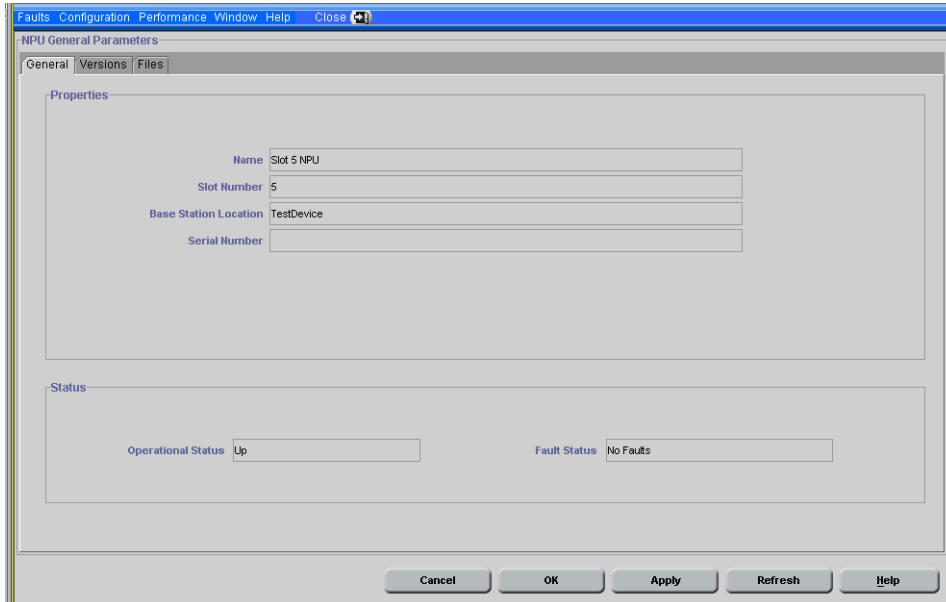 Faults Configuration Performance Window Help Close
NPU General Parameters
General Versions Files
Properties
Name Slot 5 NPU
Slot Number 5
Base Station Location TestDevice
Serial Number
Status
Operational Status Up Fault Status No Faults
Cancel OK Apply Refresh Help